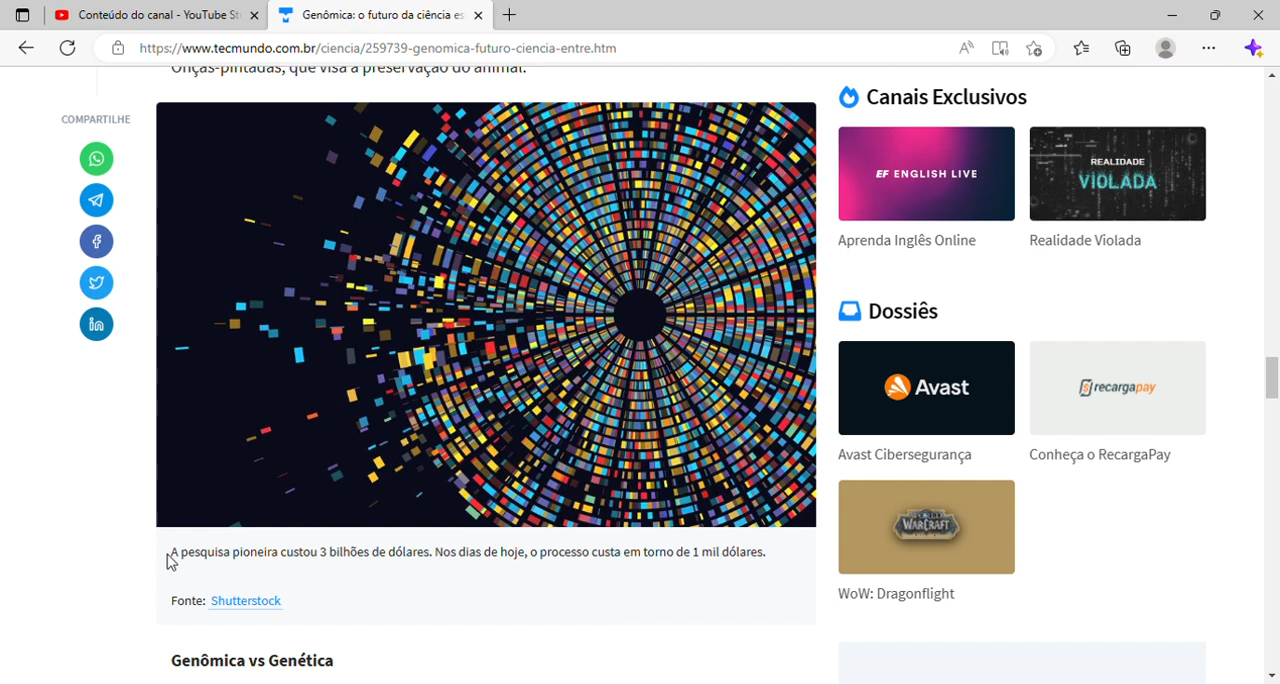 Conteúdo do canal - YouTube St
Genômica: o futuro da ciência es
https://www.tecmundo.com.br/ciencia/259739-genomica-futuro-ciencia-entre.htm
Onças-pintadas, que visa a preservação do animal.
COMPARTILHE
A pesquisa pioneira custou 3 bilhões de dólares. Nos dias de hoje, o processo custa em torno de 1 mil dólares.
Fonte: Shutterstock
Genômica vs Genética
Canais Exclusivos
EF ENGLISH LIVE
REALIDADE
VIOLADA
Aprenda Inglês Online
Realidade Violada
Dossiês
Avast
recargapay
Avast Cibersegurança
Conheça o RecargaPay
WORLD
WARCRAFT
WoW: Dragonflight